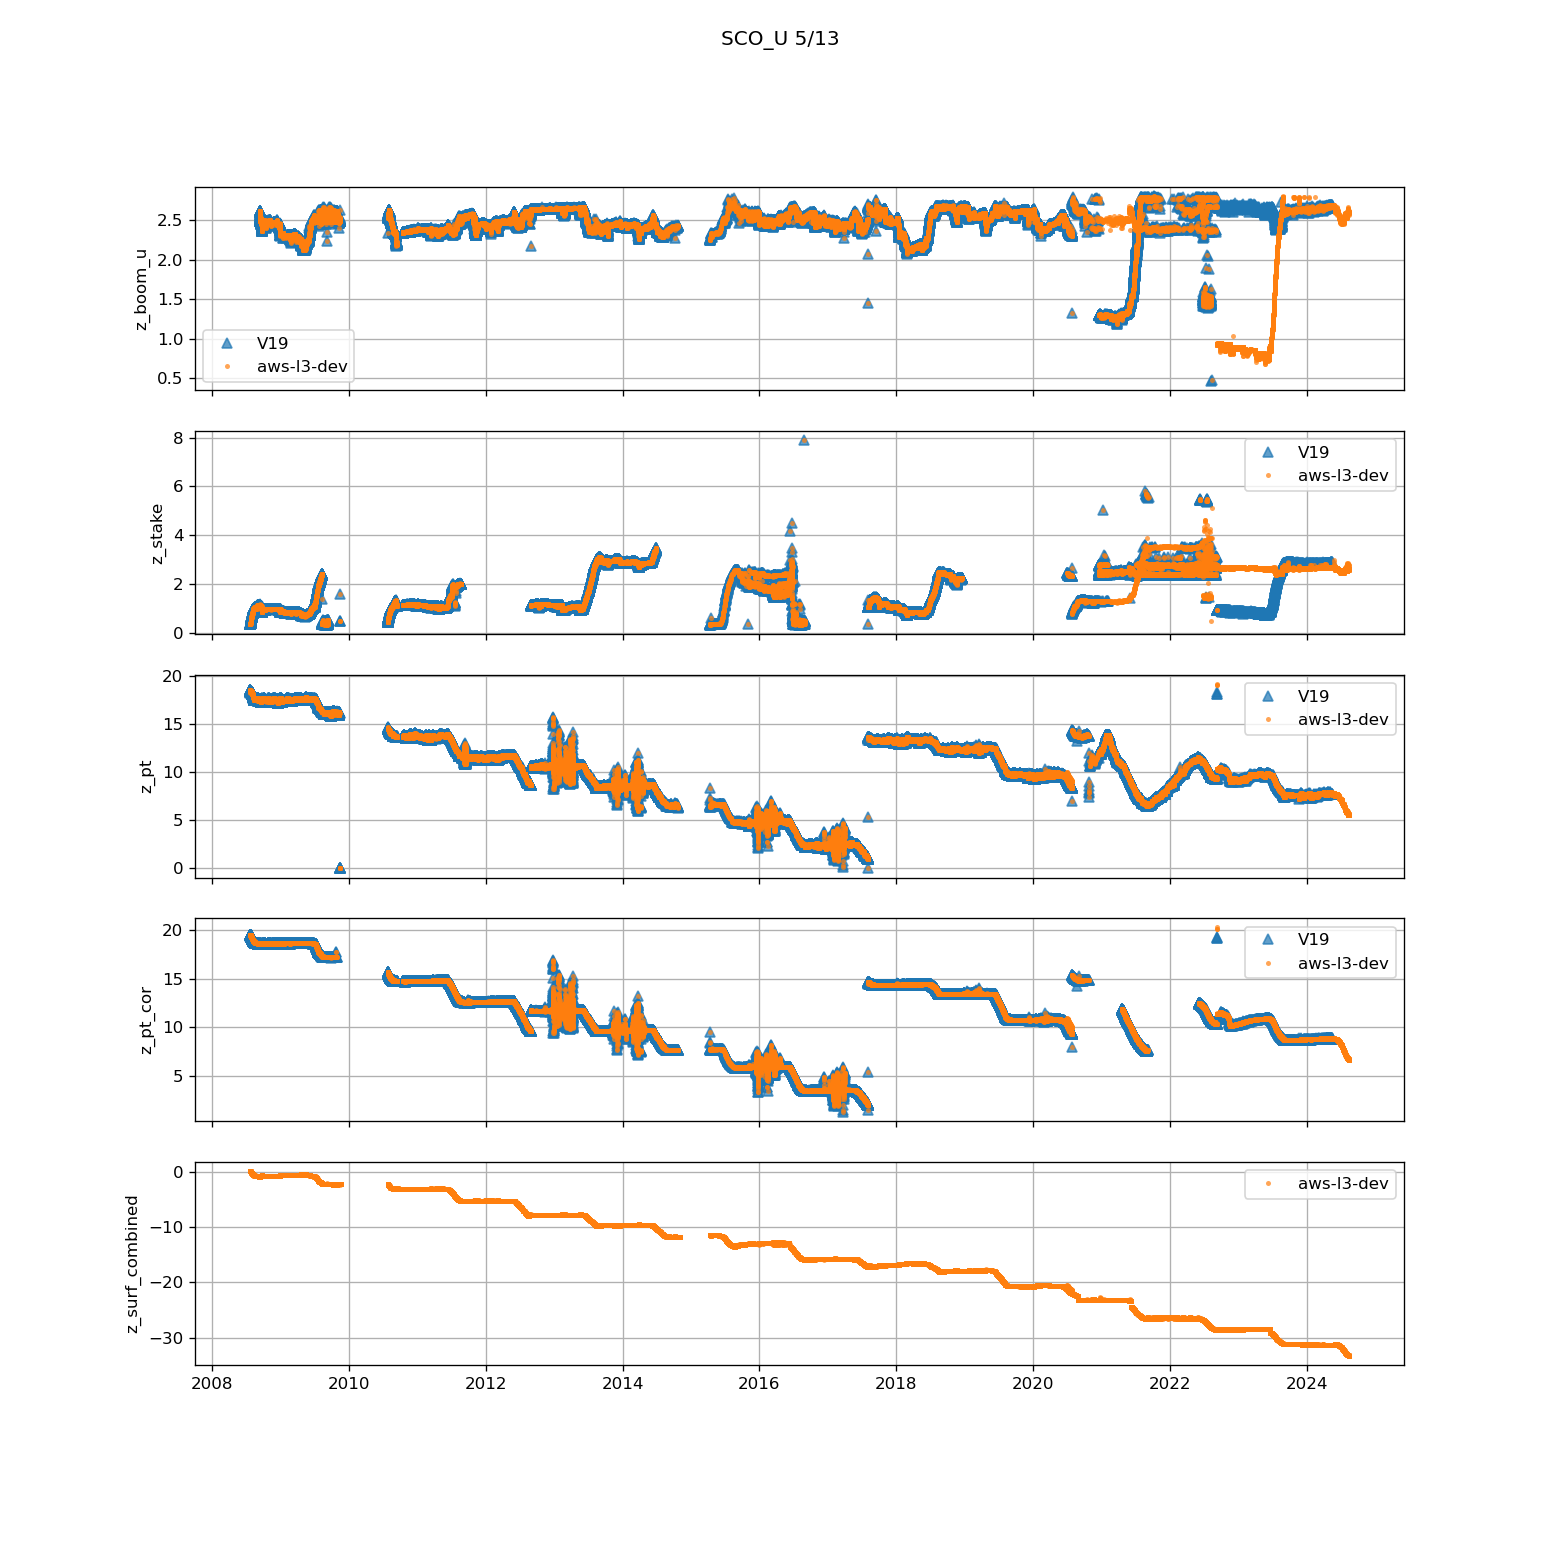 SCO_U 5/13
z_boom_u
2.5
2.0
1.5
1.0
0.5
V19
aws-l3-dev
z_stake
8
6
4
2
0
V19
aws-l3-dev
z_pt
20
15
10
5
0
V19
aws-l3-dev
z_pt_cor
20
15
10
5
V19
aws-l3-dev
z_surf_combined
0
−10
−20
−30
aws-l3-dev
2008 2010 2012 2014 2016 2018 2020 2022 2024